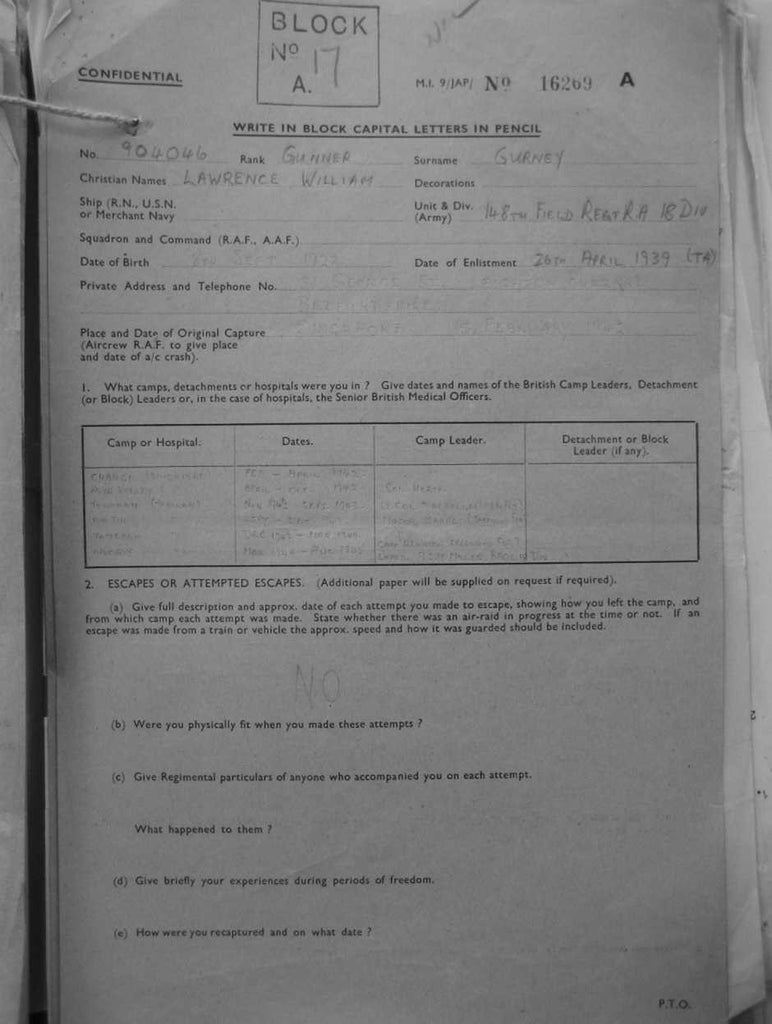 BLOCK
Nº 17
A.
CONFIDENTIAL
M.I. 9/JAP/ Nº 16269 A
WRITE IN BLOCK CAPITAL LETTERS IN PENCIL
No. 904046 Rank GUNNER Surname GURNEY
Christian Names LAWRENCE WILLIAM Decorations
Ship (R.N., U.S.N. or Merchant Navy Unit & Div. (Army) 148TH FIELD REGT R.A 18 DIV
Squadron and Command (R.A.F., A.A.F.)
Date of Birth SEPT Date of Enlistment 26TH APRIL 1939 (TA)
Private Address and Telephone No. ST GEORGE
Place and Date of Original Capture SINGAPORE 15 FEBRUARY 1942
(Aircrew R.A.F. to give place
and date of a/c crash).
1. What camps, detachments or hospitals were you in ? Give dates and names of the British Camp Leaders, Detachment
(or Block) Leaders or, in the case of hospitals, the Senior British Medical Officers.
Camp or Hospital. Dates. Camp Leader. Detachment or Block Leader (if any).
FEB - APRIL 1942
2. ESCAPES OR ATTEMPTED ESCAPES. (Additional paper will be supplied on request if required).
(a) Give full description and approx. date of each attempt you made to escape, showing how you left the camp, and
from which camp each attempt was made. State whether there was an air-raid in progress at the time or not. If an
escape was made from a train or vehicle the approx. speed and how it was guarded should be included.
NO
(b) Were you physically fit when you made these attempts ?
(c) Give Regimental particulars of anyone who accompanied you on each attempt.
What happened to them ?
(d) Give briefly your experiences during periods of freedom.
(e) How were you recaptured and on what date ?
P.T.O.